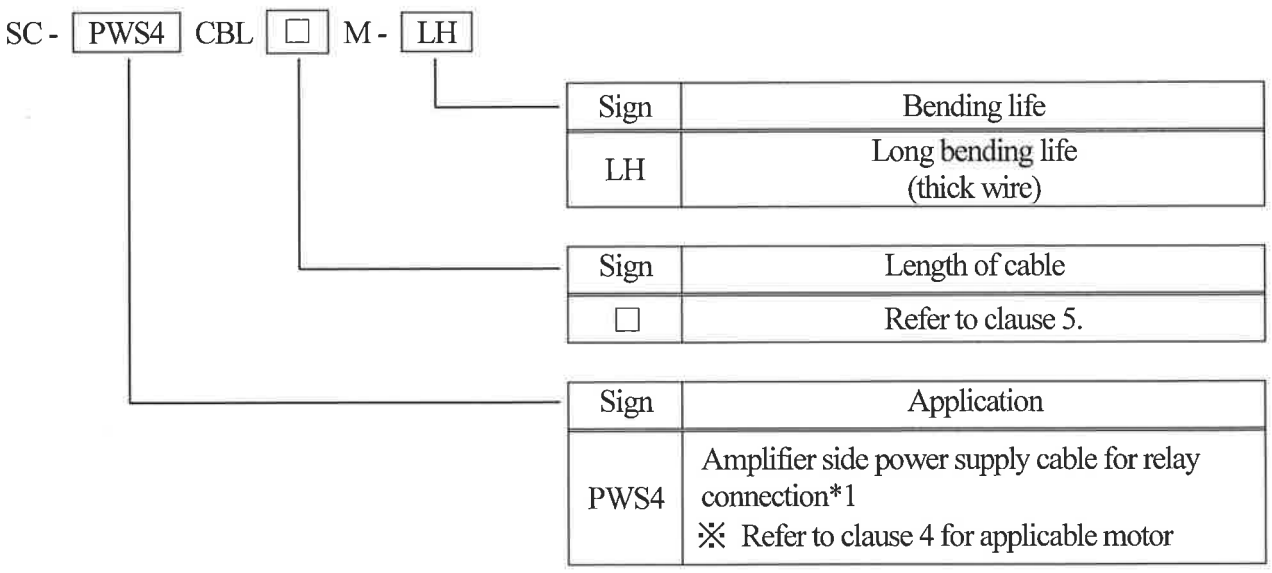 SC - PWS4 CBL □ M - LH
Sign Bending life
LH Long bending life
(thick wire)
Sign Length of cable
□ Refer to clause 5.
Sign Application
PWS4 Amplifier side power supply cable for relay
connection*1
※ Refer to clause 4 for applicable motor